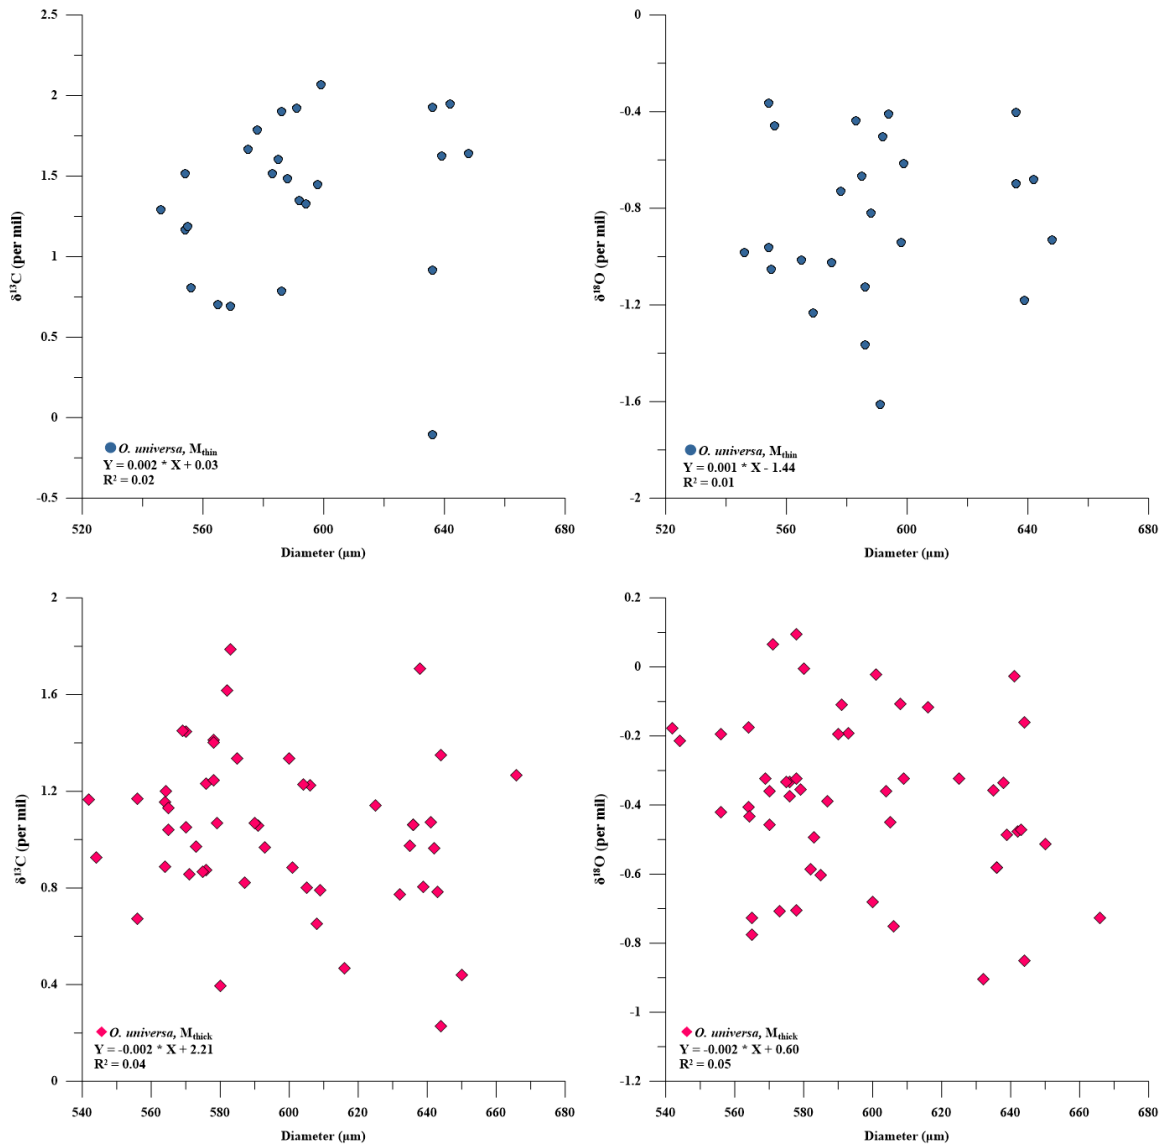 2.5
2
1.5
1
0.5
0
-0.5
δ¹³C (per mil)
O. universa, Mthin
Y = 0.002 * X + 0.03
R² = 0.02
520
560
600
640
680
Diameter (µm)
0
-0.4
-0.8
-1.2
-1.6
-2
δ¹⁸O (per mil)
O. universa, Mthin
Y = 0.001 * X - 1.44
R² = 0.01
520
560
600
640
680
Diameter (µm)
2
1.6
1.2
0.8
0.4
0
δ¹³C (per mil)
O. universa, Mthick
Y = -0.002 * X + 2.21
R² = 0.04
540
560
580
600
620
640
660
680
Diameter (µm)
0.2
0
-0.2
-0.4
-0.6
-0.8
-1
-1.2
δ¹⁸O (per mil)
O. universa, Mthick
Y = -0.002 * X + 0.60
R² = 0.05
540
560
580
600
620
640
660
680
Diameter (µm)